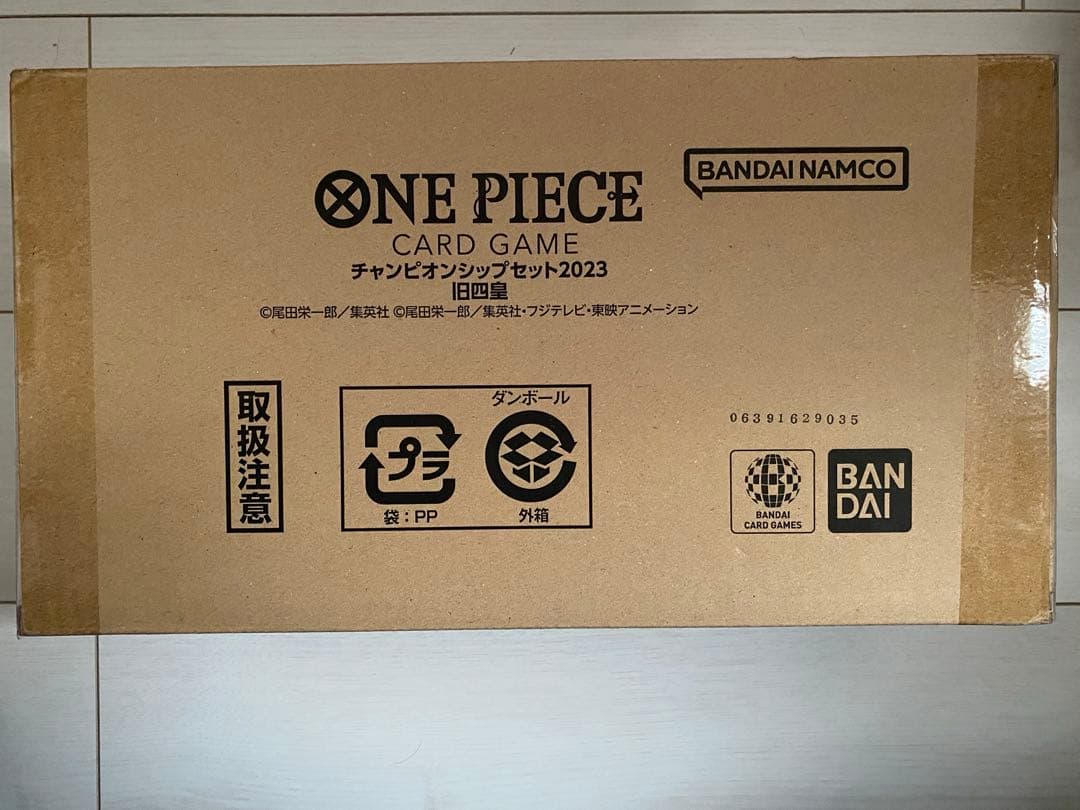 ONE PIECE
CARD GAME
チャンピオンシップセット2023
旧四皇
©尾田栄一郎／集英社 ©尾田栄一郎／集英社・フジテレビ・東映アニメーション
BANDAI NAMCO
取扱注意
プラ
袋：PP
ダンボール
外箱
06391629035
BANDAI
CARD GAMES
BAN
DAI